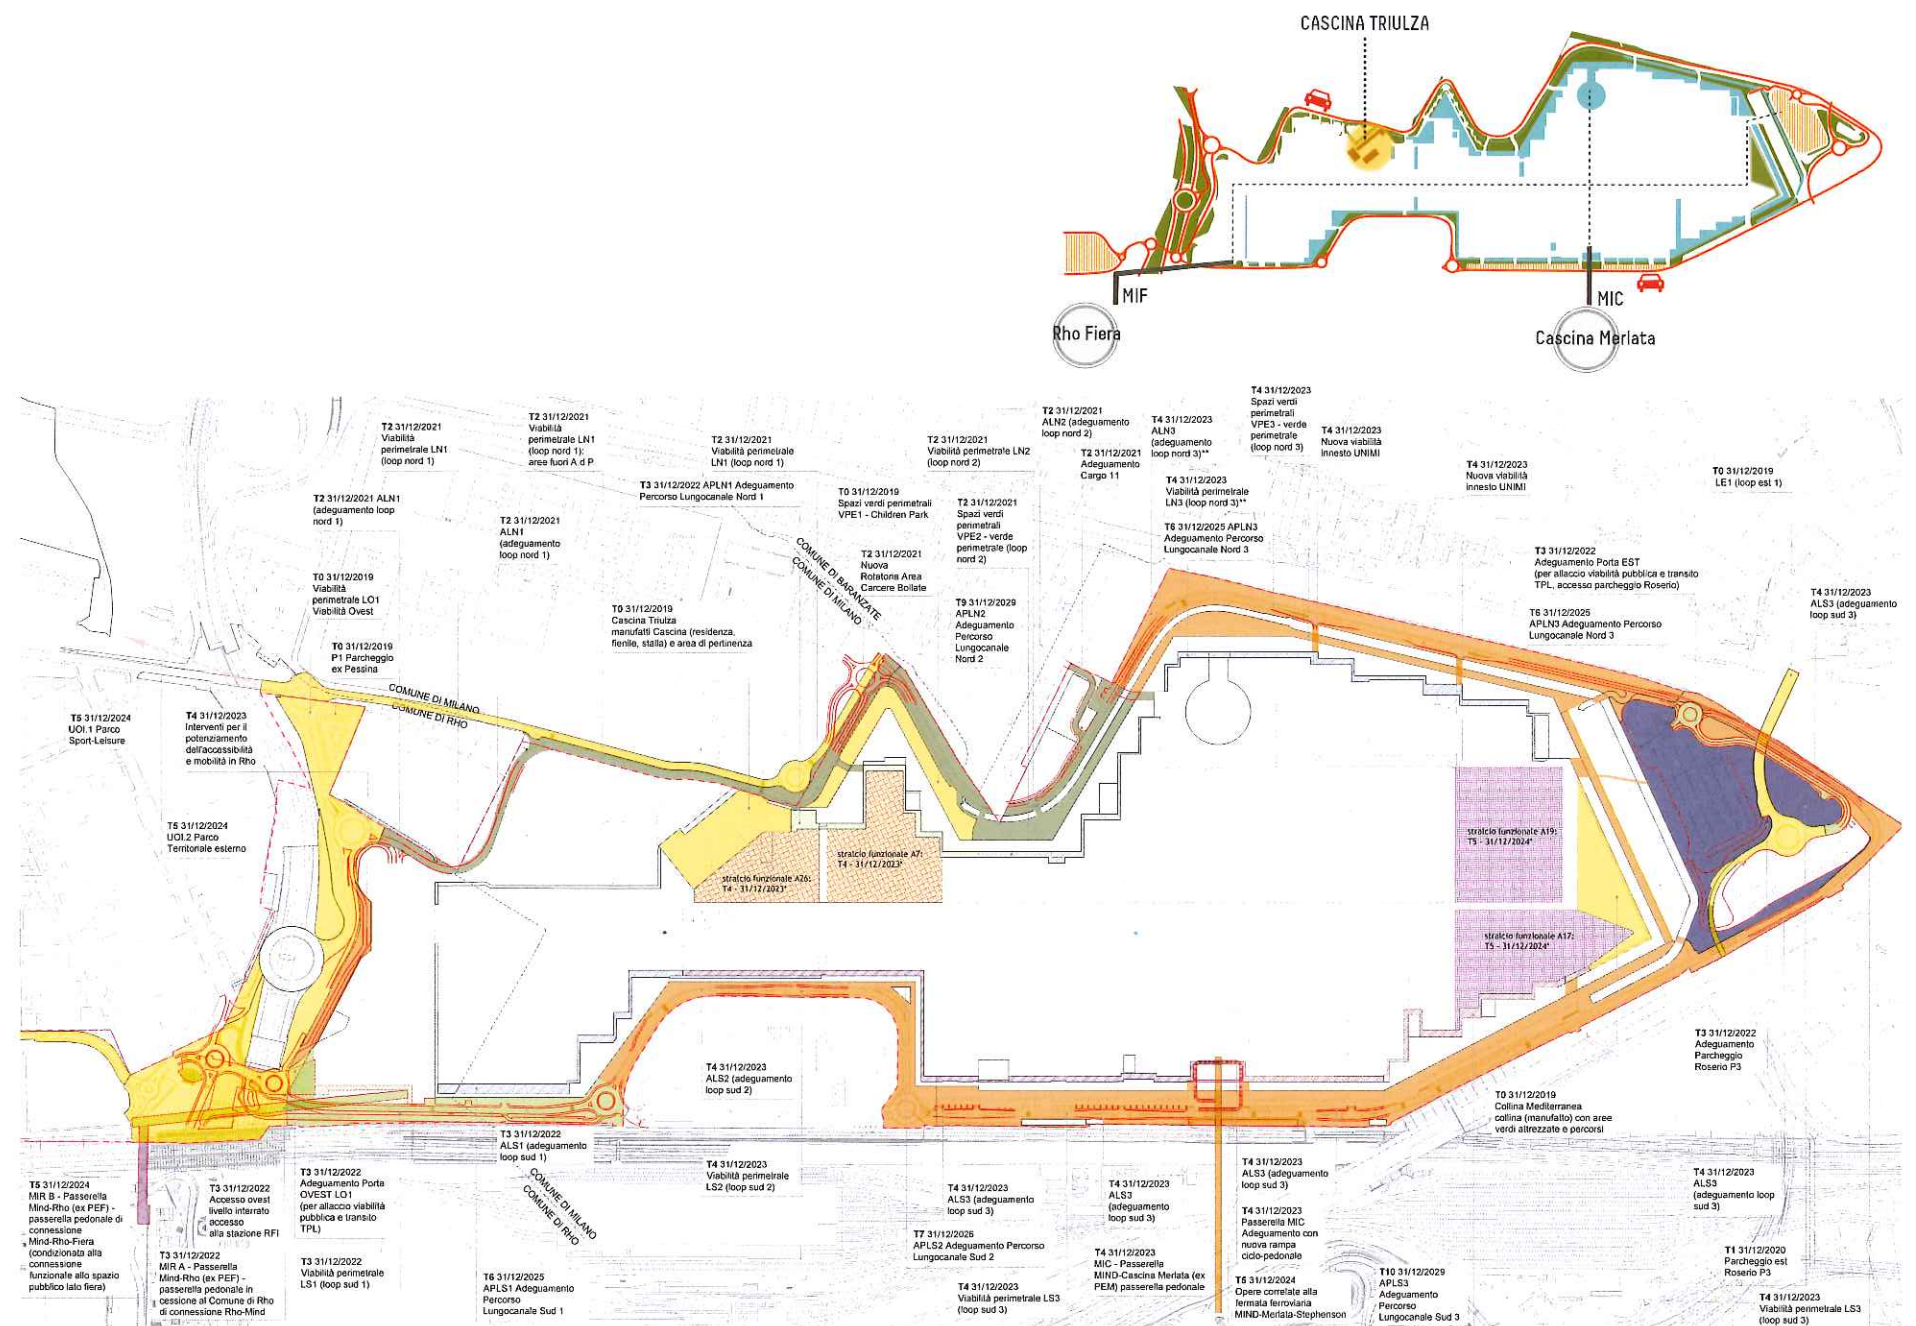 CASCINA TRIULZA
MIF
MIC
Rho Fiera
Cascina Merlata
T2 31/12/2021
Viabilità
perimetrale LN1
(loop nord 1)
T2 31/12/2021
Viabilità
perimetrale LN1
(loop nord 1):
aree fuori A d P
T2 31/12/2021
Viabilità perimetrale
LN1 (loop nord 1)
T2 31/12/2021
Viabilità perimetrale LN2
(loop nord 2)
T2 31/12/2021
ALN2 (adeguamento
loop nord 2)
T2 31/12/2021
Adeguamento
Cargo 11
T4 31/12/2023
ALN3
(adeguamento
loop nord 3)**
T4 31/12/2023
Spazi verdi
perimetrali
VPE3 - verde
perimetrale
(loop nord 3)
T4 31/12/2023
Nuova viabilità
innesto UNIMI
T4 31/12/2023
Nuova viabilità
innesto UNIMI
T0 31/12/2019
LE1 (loop est 1)
T2 31/12/2021 ALN1
(adeguamento loop
nord 1)
T2 31/12/2021
ALN1
(adeguamento
loop nord 1)
T3 31/12/2022 APLN1 Adeguamento
Percorso Lungocanale Nord 1
T0 31/12/2019
Spazi verdi perimetrali
VPE1 - Children Park
T2 31/12/2021
Spazi verdi
perimetrali
VPE2 - verde
perimetrale (loop
nord 2)
T4 31/12/2023
Viabilità perimetrale
LN3 (loop nord 3)**
T6 31/12/2025 APLN3
Adeguamento Percorso
Lungocanale Nord 3
T0 31/12/2019
Viabilità
perimetrale LO1
Viabilità Ovest
T0 31/12/2019
Cascina Triulza
manufatti Cascina (residenza,
fienile, stalla) e area di pertinenza
COMUNE DI BARANZATE
COMUNE DI MILANO
T2 31/12/2021
Nuova
Rotatoria Area
Carcere Bollate
T9 31/12/2029
APLN2
Adeguamento
Percorso
Lungocanale
Nord 2
T3 31/12/2022
Adeguamento Porta EST
(per allaccio viabilità pubblica e transito
TPL, accesso parcheggio Roserio)
T6 31/12/2025
APLN3 Adeguamento Percorso
Lungocanale Nord 3
T4 31/12/2023
ALS3 (adeguamento
loop sud 3)
T0 31/12/2019
P1 Parcheggio
ex Pessina
COMUNE DI MILANO
COMUNE DI RHO
T5 31/12/2024
UOI.1 Parco
Sport-Leisure
T4 31/12/2023
Interventi per il
potenziamento
dell'accessibilità
e mobilità in Rho
T5 31/12/2024
UOI.2 Parco
Territoriale esterno
stralcio funzionale A7:
T4 - 31/12/2023*
stralcio funzionale A26:
T4 - 31/12/2023*
stralcio funzionale A19:
T5 - 31/12/2024*
stralcio funzionale A17:
T5 - 31/12/2024*
T4 31/12/2023
ALS2 (adeguamento
loop sud 2)
T3 31/12/2022
Adeguamento
Parcheggio
Roserio P3
T0 31/12/2019
Collina Mediterranea
collina (manufatto) con aree
verdi attrezzate e percorsi
T3 31/12/2022
ALS1 (adeguamento
loop sud 1)
COMUNE DI MILANO
COMUNE DI RHO
T4 31/12/2023
Viabilità perimetrale
LS2 (loop sud 2)
T5 31/12/2024
MIR B - Passerella
Mind-Rho (ex PEF) -
passerella pedonale di
connessione
Mind-Rho-Fiera
(condizionata alla
connessione
funzionale allo spazio
pubblico lato fiera)
T3 31/12/2022
Accesso ovest
livello interrato
accesso
alla stazione RFI
T3 31/12/2022
MIR A - Passerella
Mind-Rho (ex PEF) -
passerella pedonale in
cessione al Comune di Rho
di connessione Rho-Mind
T3 31/12/2022
Adeguamento Porta
OVEST LO1
(per allaccio viabilità
pubblica e transito
TPL)
T3 31/12/2022
Viabilità perimetrale
LS1 (loop sud 1)
T6 31/12/2025
APLS1 Adeguamento
Percorso
Lungocanale Sud 1
T4 31/12/2023
ALS3 (adeguamento
loop sud 3)
T7 31/12/2026
APLS2 Adeguamento Percorso
Lungocanale Sud 2
T4 31/12/2023
Viabilità perimetrale LS3
(loop sud 3)
T4 31/12/2023
ALS3
(adeguamento
loop sud 3)
T4 31/12/2023
MIC - Passerella
MIND-Cascina Merlata (ex
PEM) passerella pedonale
T4 31/12/2023
ALS3 (adeguamento
loop sud 3)
T4 31/12/2023
Passerella MIC
Adeguamento con
nuova rampa
ciclo-pedonale
T5 31/12/2024
Opere correlate alla
fermata ferroviaria
MIND-Merlata-Stephenson
T10 31/12/2029
APLS3
Adeguamento
Percorso
Lungocanale Sud 3
T4 31/12/2023
ALS3
(adeguamento loop
sud 3)
T1 31/12/2020
Parcheggio est
Roserio P3
T4 31/12/2023
Viabilità perimetrale LS3
(loop sud 3)